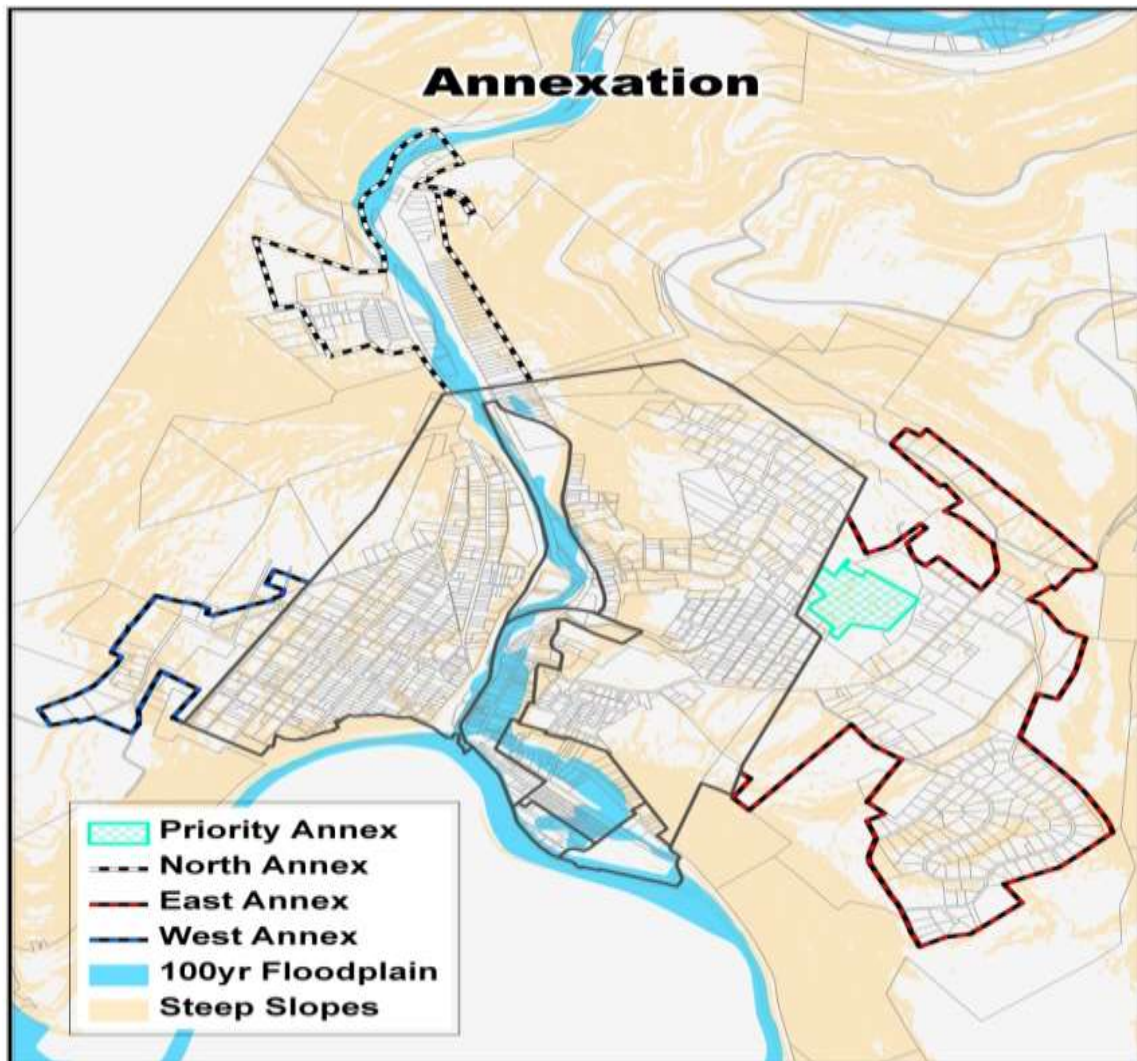 Annexation
Priority Annex
North Annex
East Annex
West Annex
100yr Floodplain
Steep Slopes